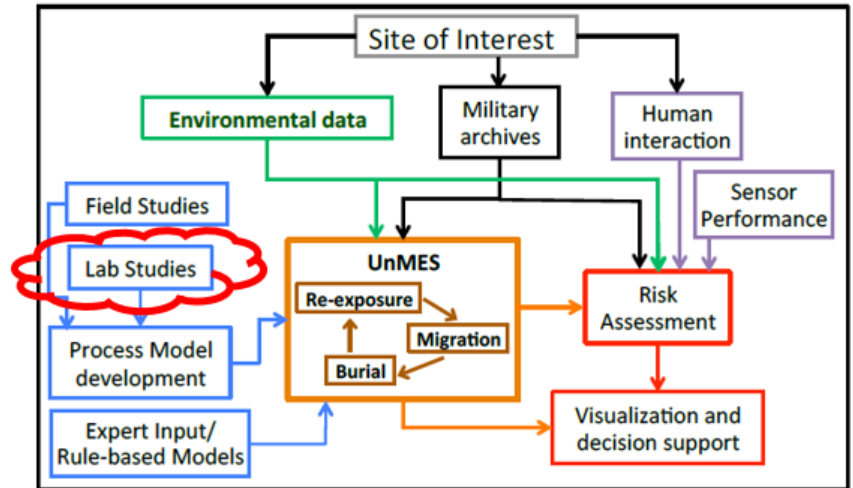 Site of Interest
Environmental data
Military
archives
Human
interaction
Sensor
Performance
Field Studies
Lab Studies
Process Model
development
Expert Input/
Rule-based Models
UnMES
Re-exposure
Migration
Burial
Risk
Assessment
Visualization and
decision support